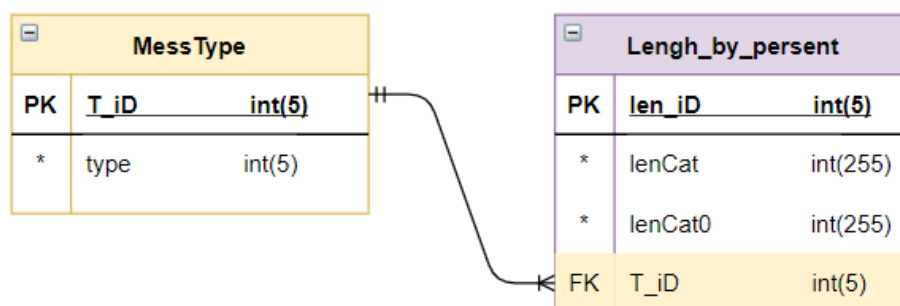 MessType
PK T_iD int(5)
* type int(5)
Lengh_by_persent
PK len_iD int(5)
* lenCat int(255)
* lenCat0 int(255)
FK T_iD int(5)